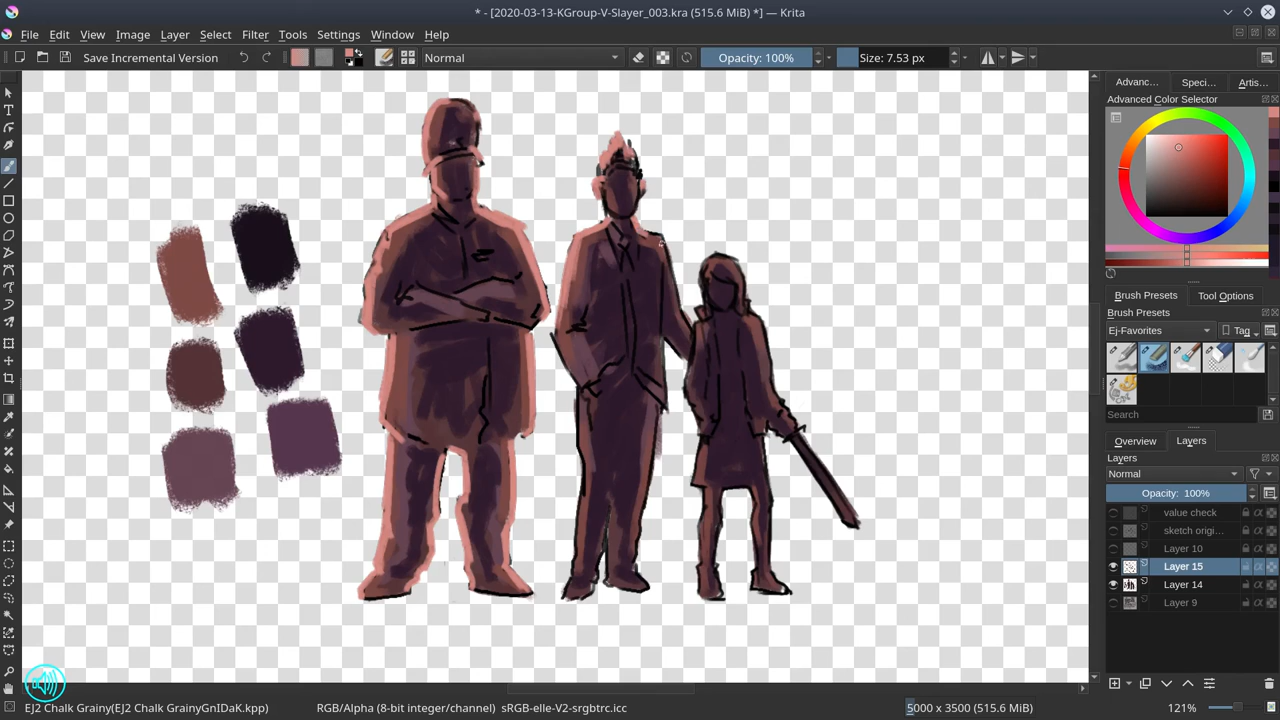 * - [2020-03-13-KGroup-V-Slayer_003.kra (515.6 MiB) *] — Krita
File Edit View Image Layer Select Filter Tools Settings Window Help
Save Incremental Version Normal Opacity: 100% Size: 7.53 px
Advanc... Speci... Artis...
Advanced Color Selector
Brush Presets Tool Options
Brush Presets
Ej-Favorites Tag
Search
Overview Layers
Layers
Normal
Opacity: 100%
value check
sketch origi...
Layer 10
Layer 15
Layer 14
Layer 9
EJ2 Chalk Grainy(EJ2 Chalk GrainyGnIDaK.kpp) RGB/Alpha (8-bit integer/channel) sRGB-elle-V2-srgbtrc.icc 5000 x 3500 (515.6 MiB) 121%